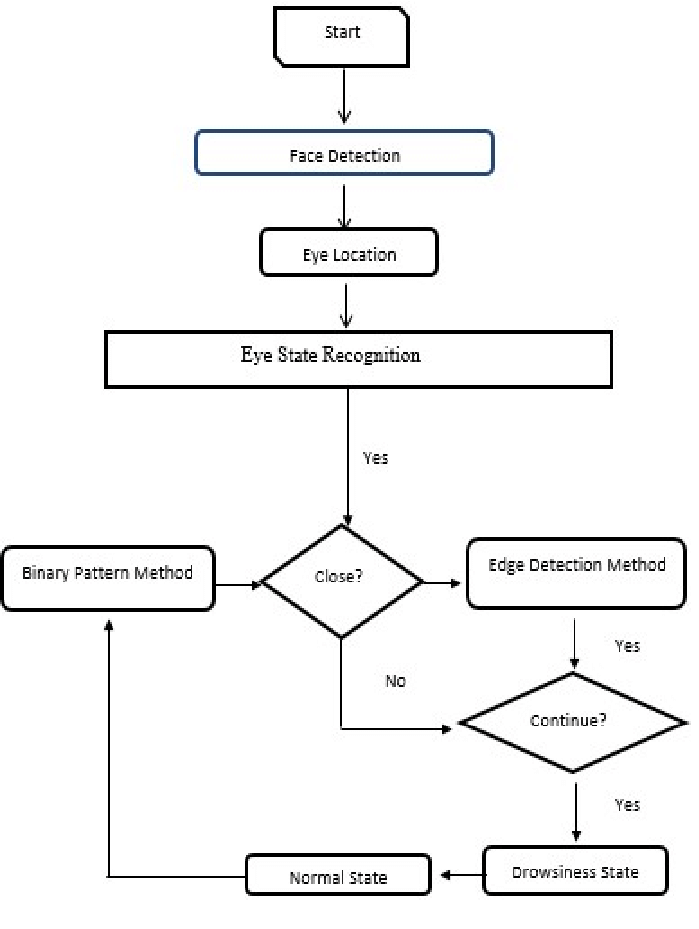 Start
Face Detection
Eye Location
Eye State Recognition
Yes
Binary Pattern Method
Close?
Edge Detection Method
Yes
No
Continue?
Yes
Normal State
Drowsiness State